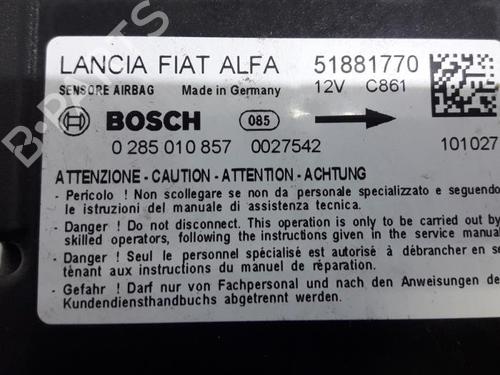 LANCIA FIAT ALFA 51881770
SENSORE AIRBAG Made in Germany 12V C861
BOSCH 085
0 285 010 857 0027542 101027
ATTENZIONE - CAUTION - ATTENTION - ACHTUNG
- Pericolo ! Non scollegare se non da personale specializzato e seguendo
le istruzioni del manuale di assistenza tecnica.
- Danger ! Do not disconnect. This operation is only to be carried out by
skilled operators, following the instructions given in the service manual
- Danger ! Seul le personnel spécialisé est autorisé à débrancher en se
tenant aux instructions du manuel de réparation.
- Gefahr ! Darf nur von Fachpersonal und nach den Anweisungen des
Kundendiensthandbuchs abgetrennt werden.
B-PARTS